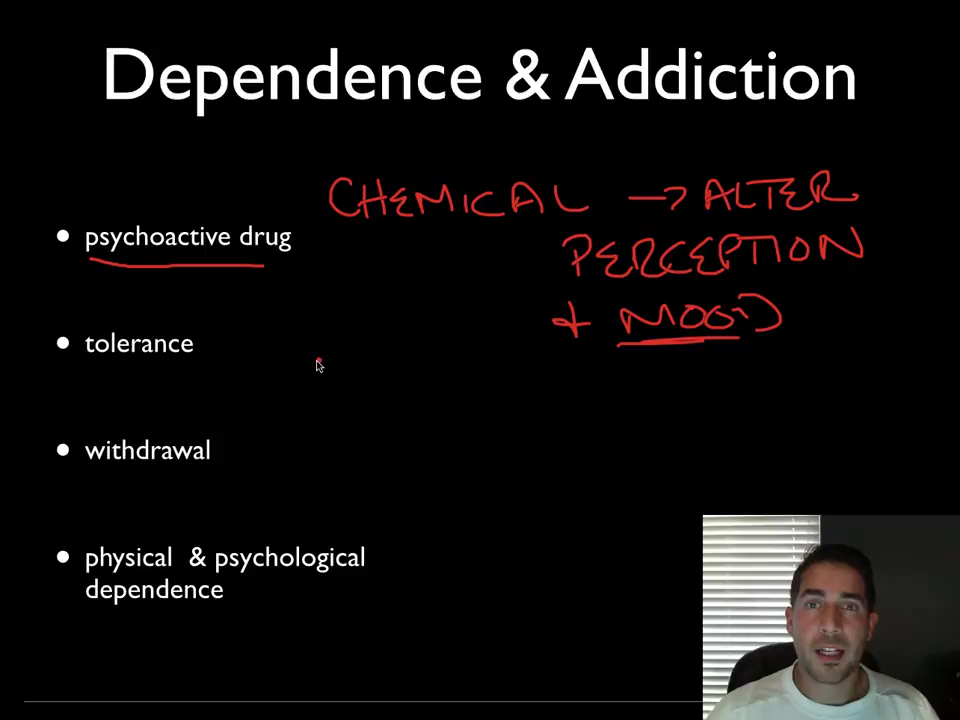 Dependence & Addiction
CHEMICAL → ALTER
• psychoactive drug
PERCEPTION
+ MOOD
• tolerance
• withdrawal
• physical & psychological
dependence